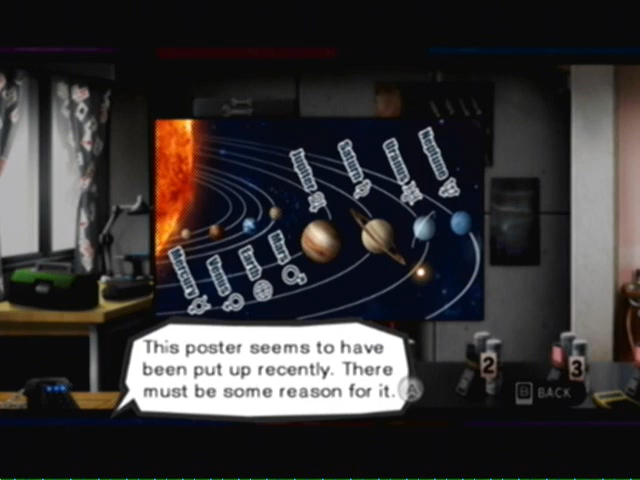 Jupiter
Saturn
Uranus
Neptune
Mercury
Venus
Earth
Mars
This poster seems to have
been put up recently. There
must be some reason for it.
A
2
3
B BACK